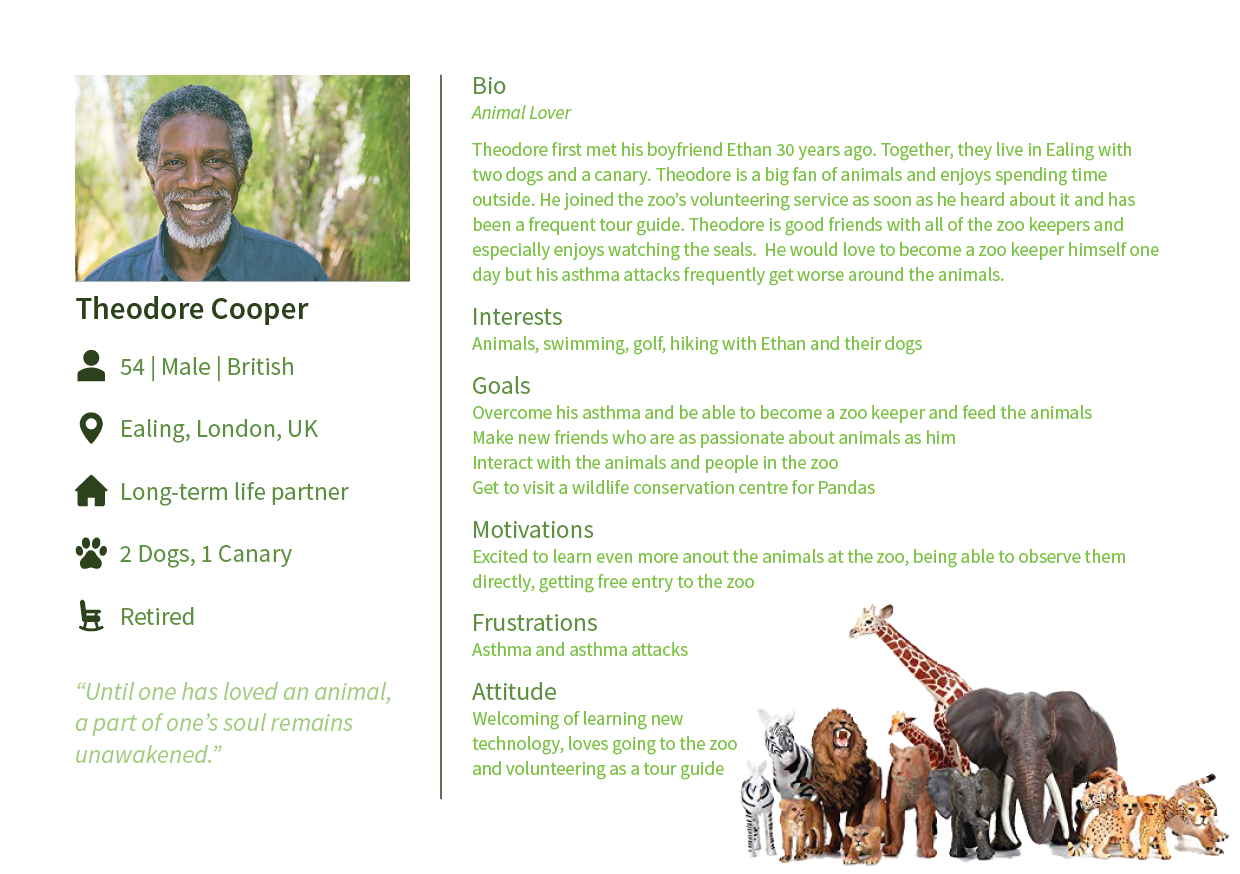 Theodore Cooper
54 | Male | British
Ealing, London, UK
Long-term life partner
2 Dogs, 1 Canary
Retired
“Until one has loved an animal,
a part of one’s soul remains
unawakened.”
Bio
Animal Lover
Theodore first met his boyfriend Ethan 30 years ago. Together, they live in Ealing with
two dogs and a canary. Theodore is a big fan of animals and enjoys spending time
outside. He joined the zoo’s volunteering service as soon as he heard about it and has
been a frequent tour guide. Theodore is good friends with all of the zoo keepers and
especially enjoys watching the seals.  He would love to become a zoo keeper himself one
day but his asthma attacks frequently get worse around the animals.
Interests
Animals, swimming, golf, hiking with Ethan and their dogs
Goals
Overcome his asthma and be able to become a zoo keeper and feed the animals
Make new friends who are as passionate about animals as him
Interact with the animals and people in the zoo
Get to visit a wildlife conservation centre for Pandas
Motivations
Excited to learn even more anout the animals at the zoo, being able to observe them
directly, getting free entry to the zoo
Frustrations
Asthma and asthma attacks
Attitude
Welcoming of learning new
technology, loves going to the zoo
and volunteering as a tour guide